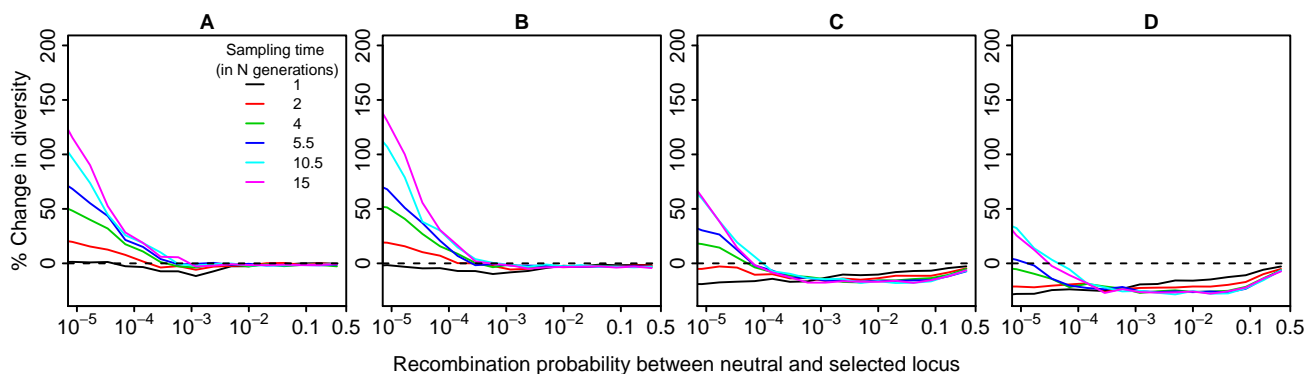 A B C D
% Change in diversity
200
150
100
50
0
Sampling time
(in N generations)
1
2
4
5.5
10.5
15
10⁻⁵ 10⁻⁴ 10⁻³ 10⁻² 0.1 0.5
200
150
100
50
0
10⁻⁵ 10⁻⁴ 10⁻³ 10⁻² 0.1 0.5
200
150
100
50
0
10⁻⁵ 10⁻⁴ 10⁻³ 10⁻² 0.1 0.5
200
150
100
50
0
10⁻⁵ 10⁻⁴ 10⁻³ 10⁻² 0.1 0.5
Recombination probability between neutral and selected locus